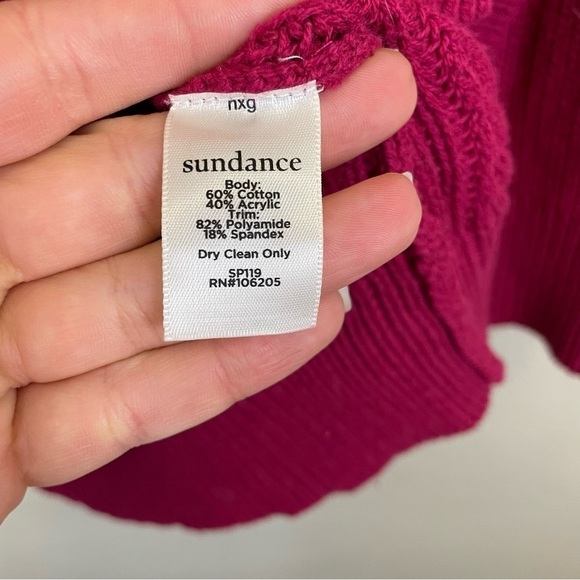 nxg
sundance
Body:
60% Cotton
40% Acrylic
Trim:
82% Polyamide
18% Spandex
Dry Clean Only
SP119
RN#106205